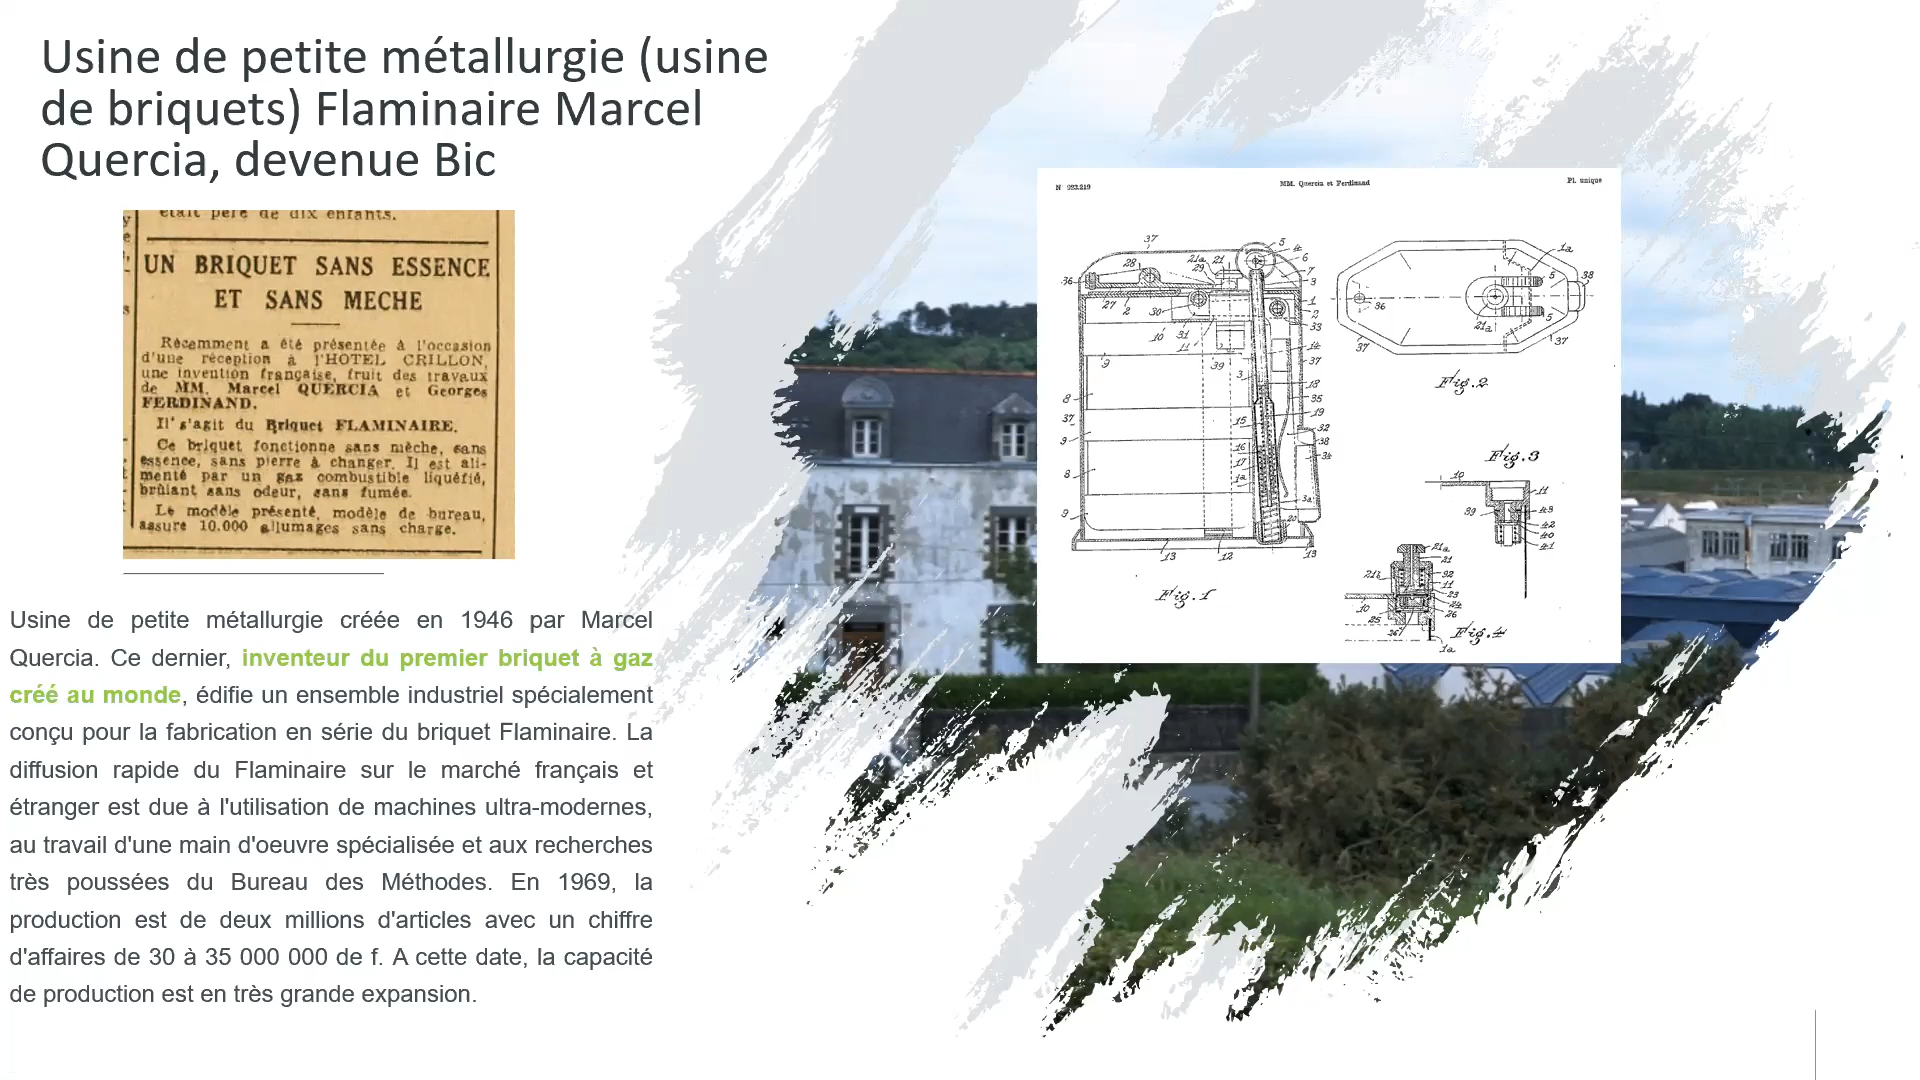 Usine de petite métallurgie (usine
de briquets) Flaminaire Marcel
Quercia, devenue Bic
était père de dix enfants.
UN BRIQUET SANS ESSENCE
ET SANS MECHE
Récemment a été présentée à l'occasion
d'une réception à l'HOTEL CRILLON,
une invention française, fruit des travaux
de MM. Marcel QUERCIA et Georges
FERDINAND.
Il s'agit du Briquet FLAMINAIRE.
Ce briquet fonctionne sans mèche, sans
essence, sans pierre à changer. Il est ali-
menté par un gaz combustible liquéfié,
brûlant sans odeur, sans fumée.
Le modèle présenté, modèle de bureau,
assure 10.000 allumages sans charge.
Usine de petite métallurgie créée en 1946 par Marcel
Quercia. Ce dernier, inventeur du premier briquet à gaz
créé au monde, édifie un ensemble industriel spécialement
conçu pour la fabrication en série du briquet Flaminaire. La
diffusion rapide du Flaminaire sur le marché français et
étranger est due à l'utilisation de machines ultra-modernes,
au travail d'une main d'oeuvre spécialisée et aux recherches
très poussées du Bureau des Méthodes. En 1969, la
production est de deux millions d'articles avec un chiffre
d'affaires de 30 à 35 000 000 de f. A cette date, la capacité
de production est en très grande expansion.
N° 993.219
MM. Quercia et Ferdinand
Pl. unique
Fig.1
Fig.2
Fig.3
Fig.4